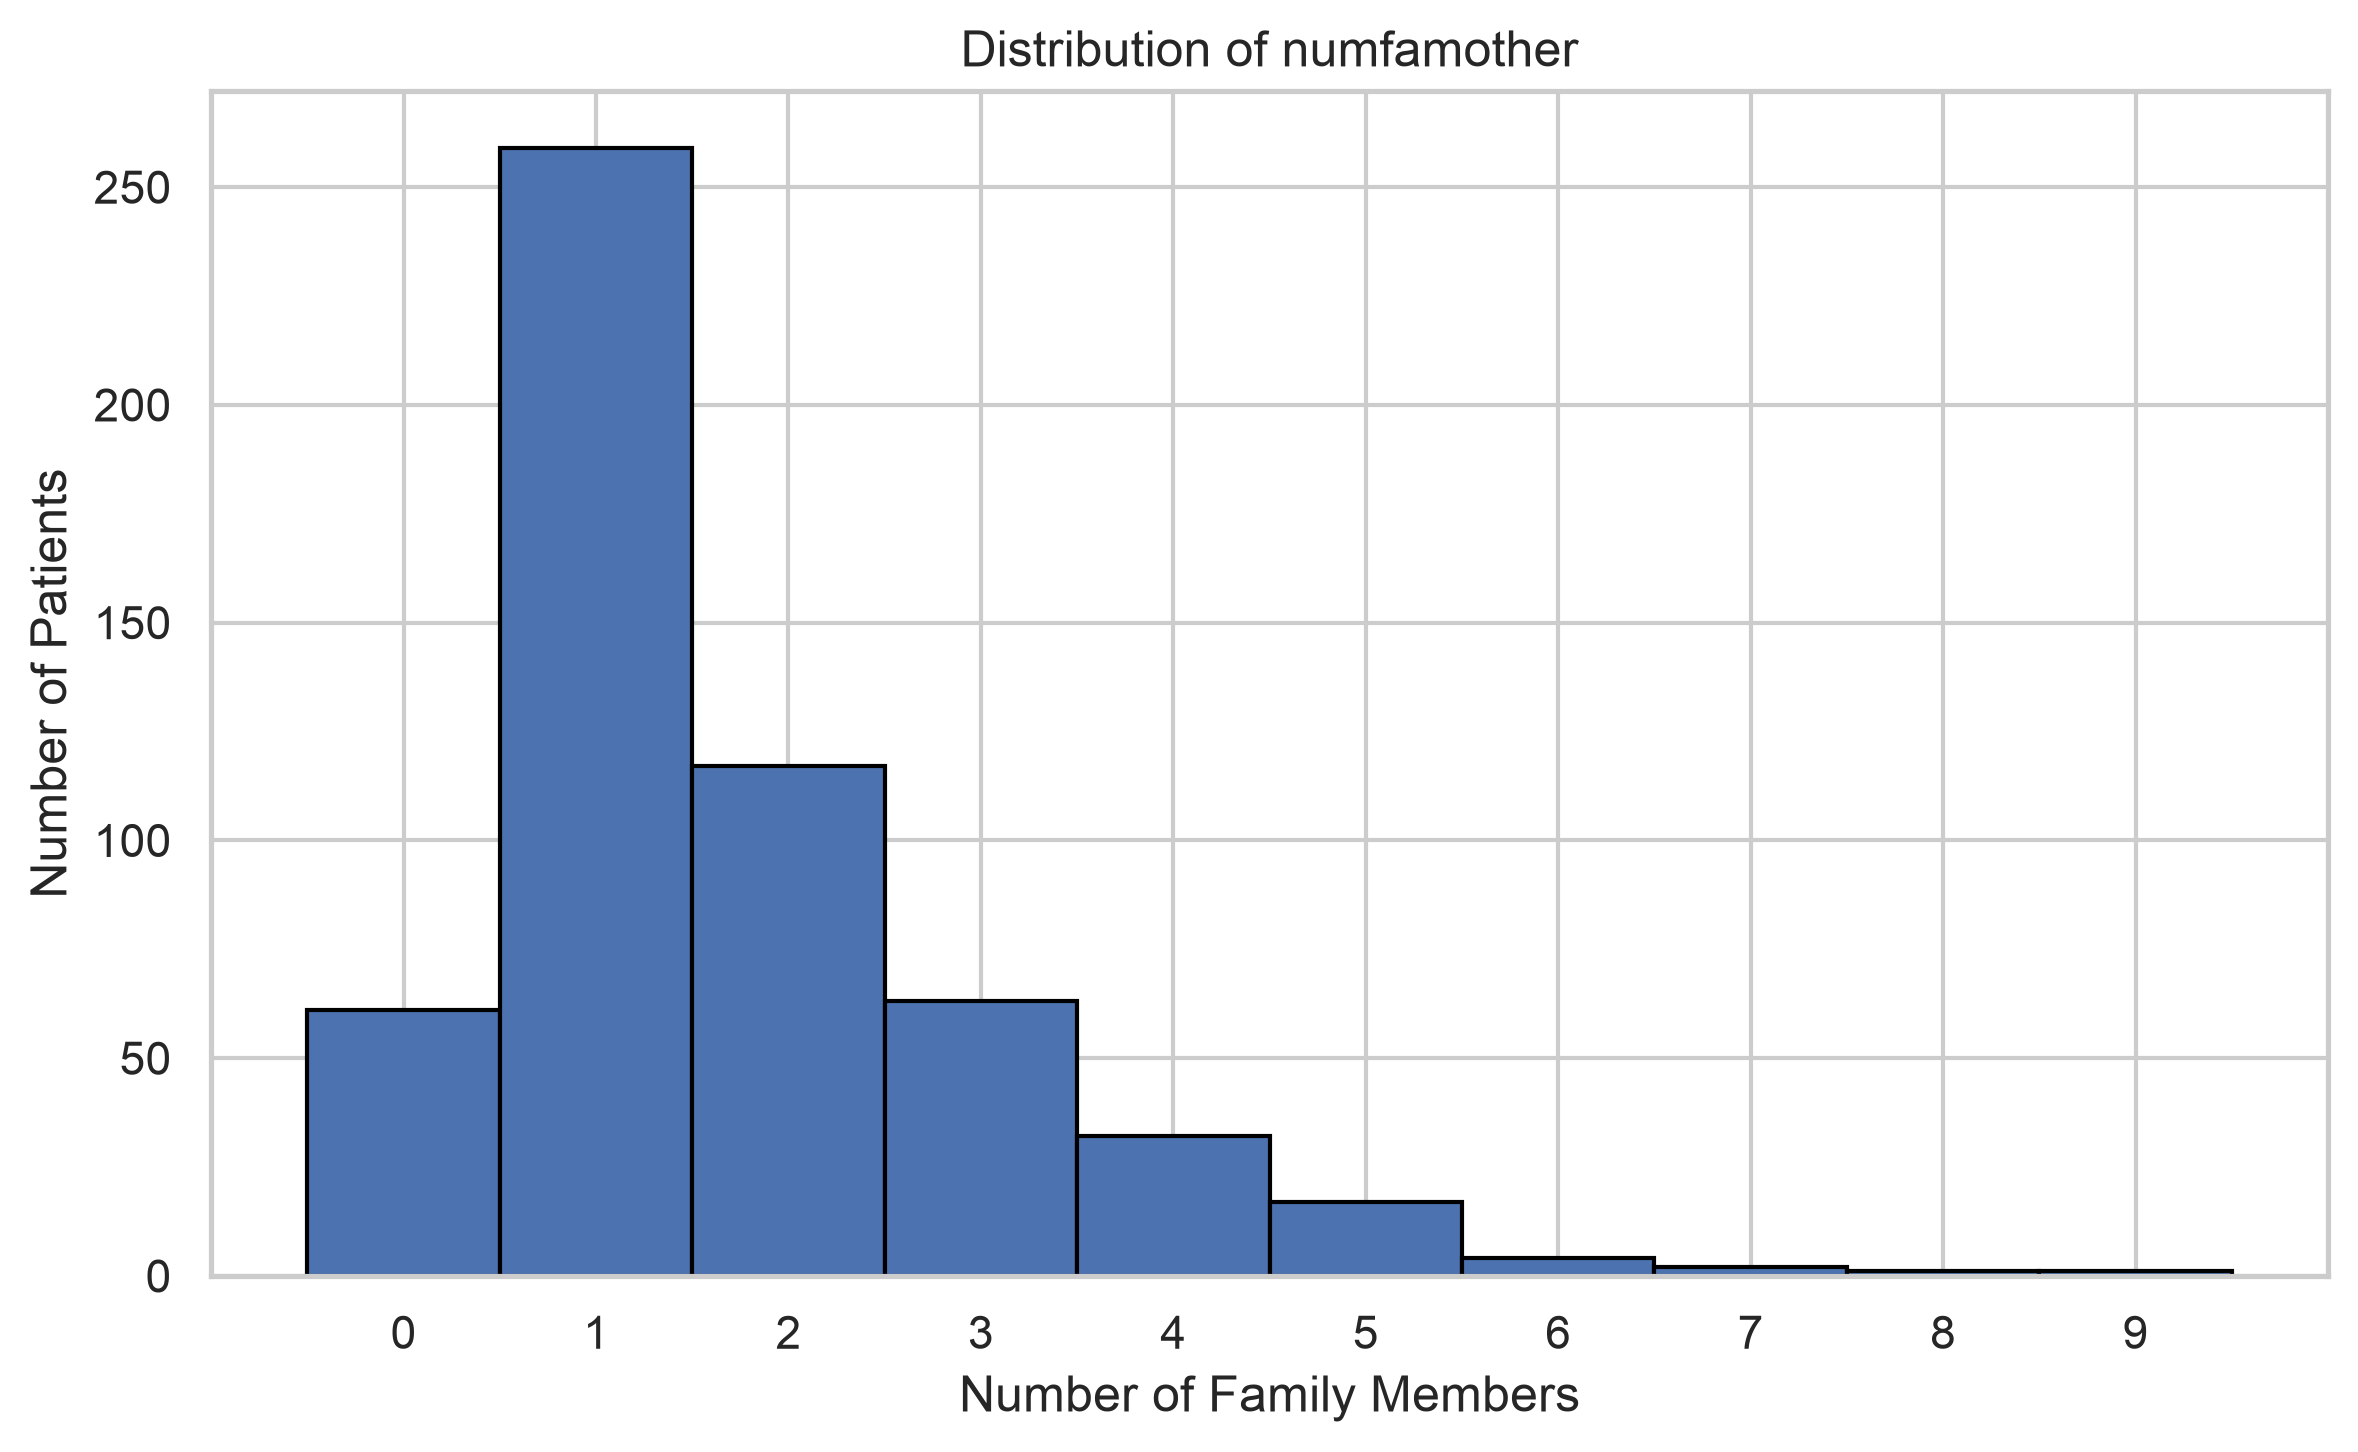 Distribution of numfamother
Number of Patients
250
200
150
100
50
0
0 1 2 3 4 5 6 7 8 9
Number of Family Members